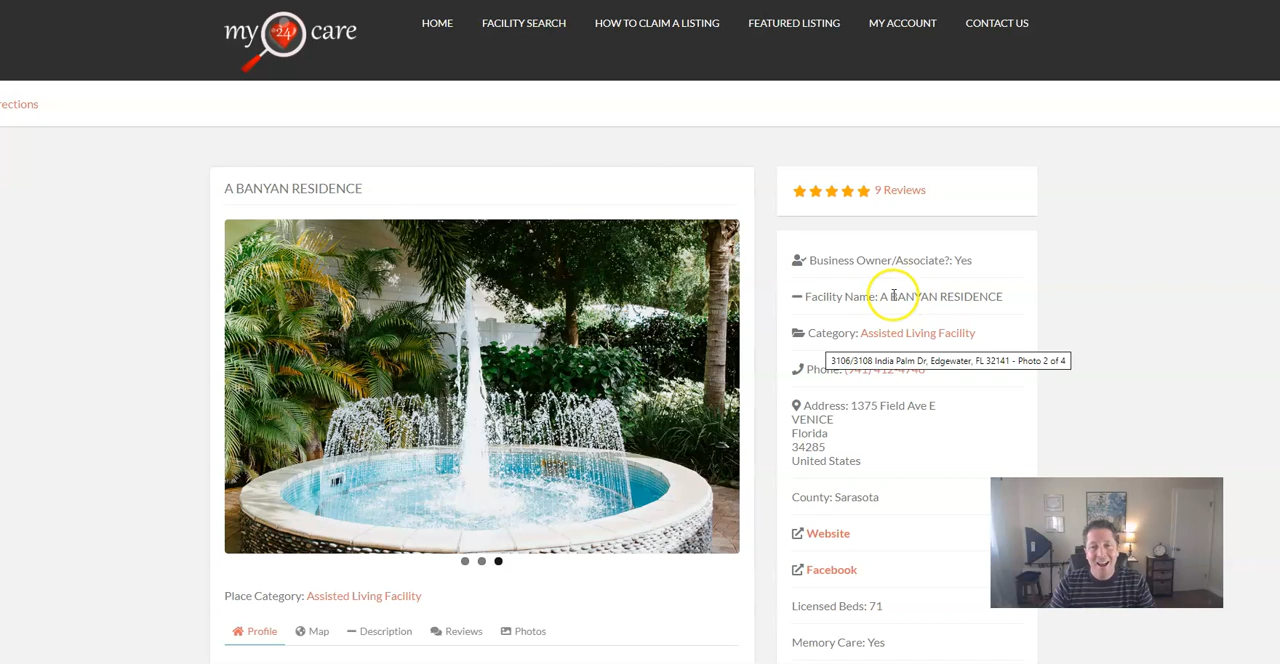 my 24 care
HOME
FACILITY SEARCH
HOW TO CLAIM A LISTING
FEATURED LISTING
MY ACCOUNT
CONTACT US
rections
A BANYAN RESIDENCE
9 Reviews
Business Owner/Associate?: Yes
Facility Name: A BANYAN RESIDENCE
Category: Assisted Living Facility
3106/3108 India Palm Dr, Edgewater, FL 32141 - Photo 2 of 4
Phone:
Address: 1375 Field Ave E
VENICE
Florida
34285
United States
County: Sarasota
Website
Facebook
Licensed Beds: 71
Memory Care: Yes
Place Category: Assisted Living Facility
Profile
Map
Description
Reviews
Photos